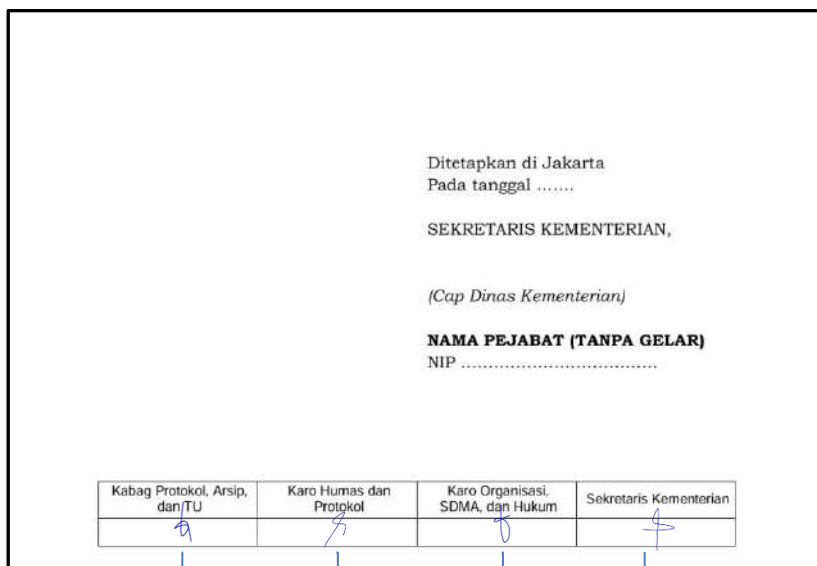 Ditetapkan di Jakarta
Pada tanggal .......
SEKRETARIS KEMENTERIAN,
(Cap Dinas Kementerian)
NAMA PEJABAT (TANPA GELAR)
NIP ....................................
Kabag Protokol, Arsip,
dan TU
Karo Humas dan
Protokol
Karo Organisasi,
SDMA, dan Hukum
Sekretaris Kementerian